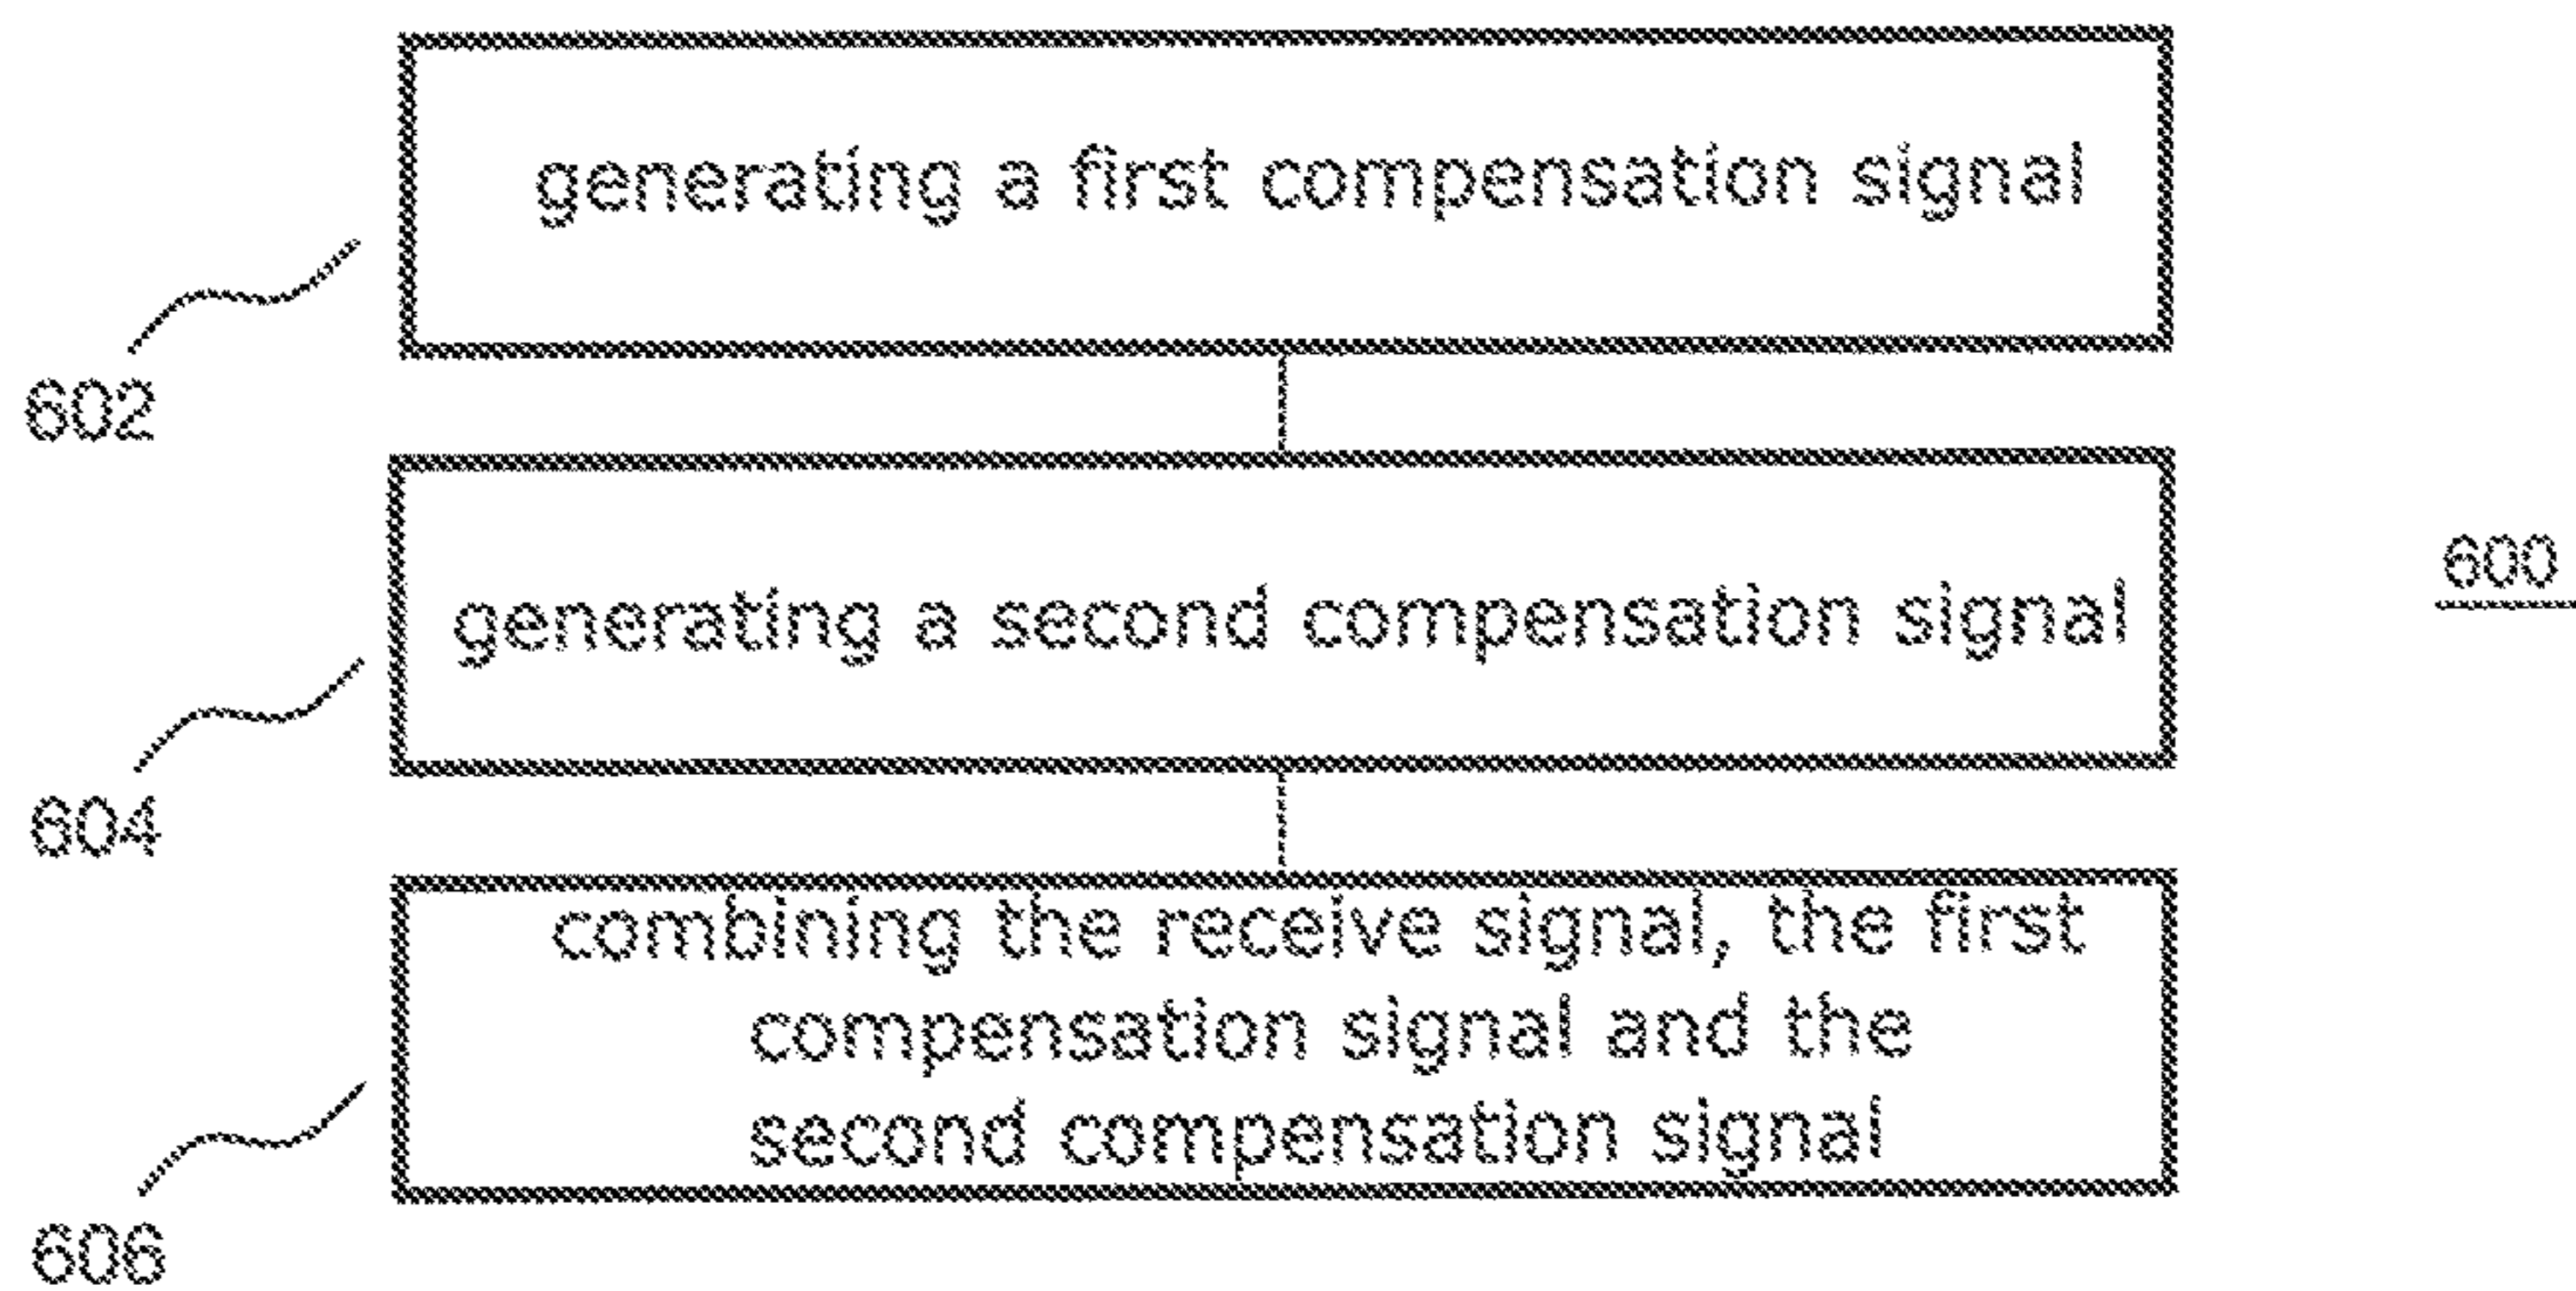 generating a first compensation signal
602
generating a second compensation signal
600
604
combining the receive signal, the first
compensation signal and the
second compensation signal
606